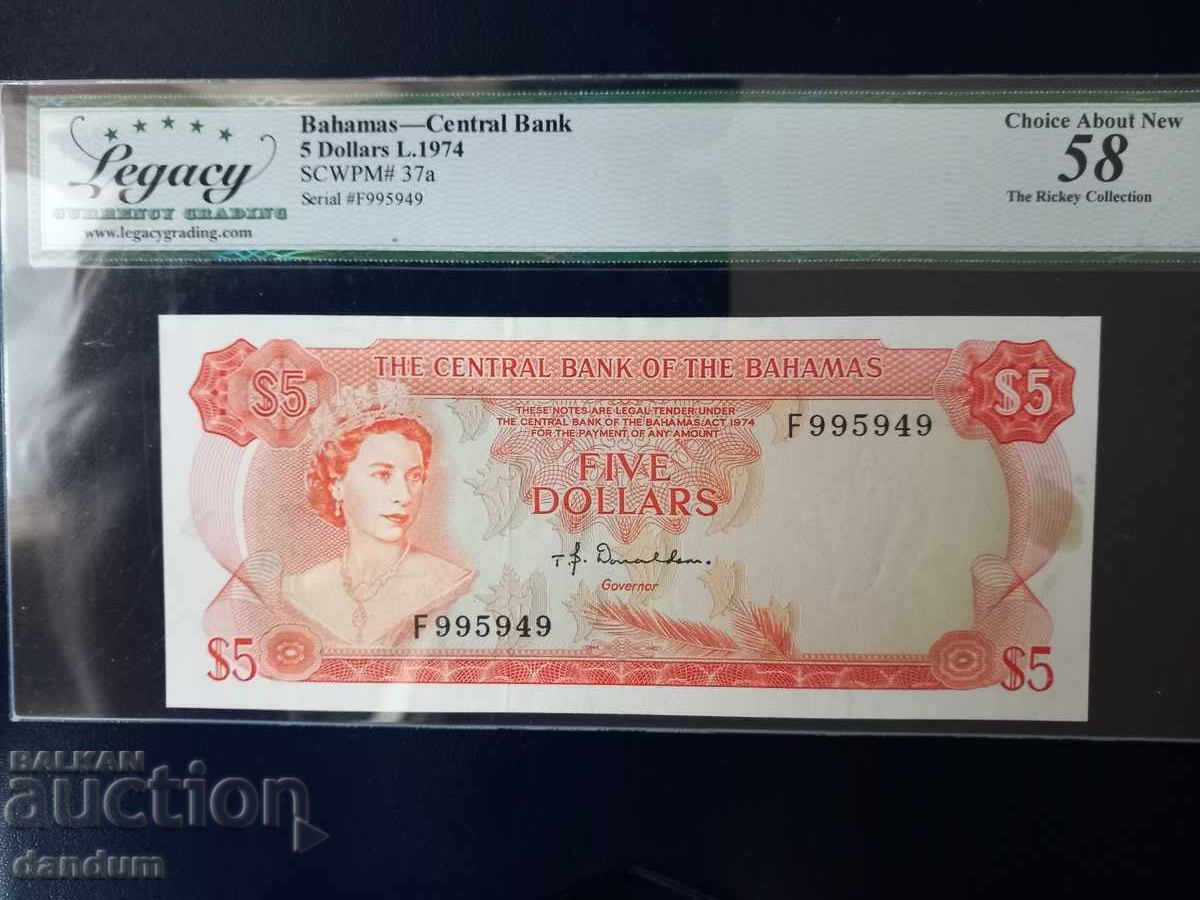 Legacy
CURRENCY GRADING
www.legacygrading.com
Bahamas—Central Bank
5 Dollars L.1974
SCWPM# 37a
Serial #F995949
Choice About New
58
The Rickey Collection
THE CENTRAL BANK OF THE BAHAMAS
$5
$5
THESE NOTES ARE LEGAL TENDER UNDER
THE CENTRAL BANK OF THE BAHAMAS ACT 1974
FOR THE PAYMENT OF ANY AMOUNT
F995949
FIVE
DOLLARS
T.B. Donaldson.
Governor
F995949
$5
$5
BALKAN
auction
dandum